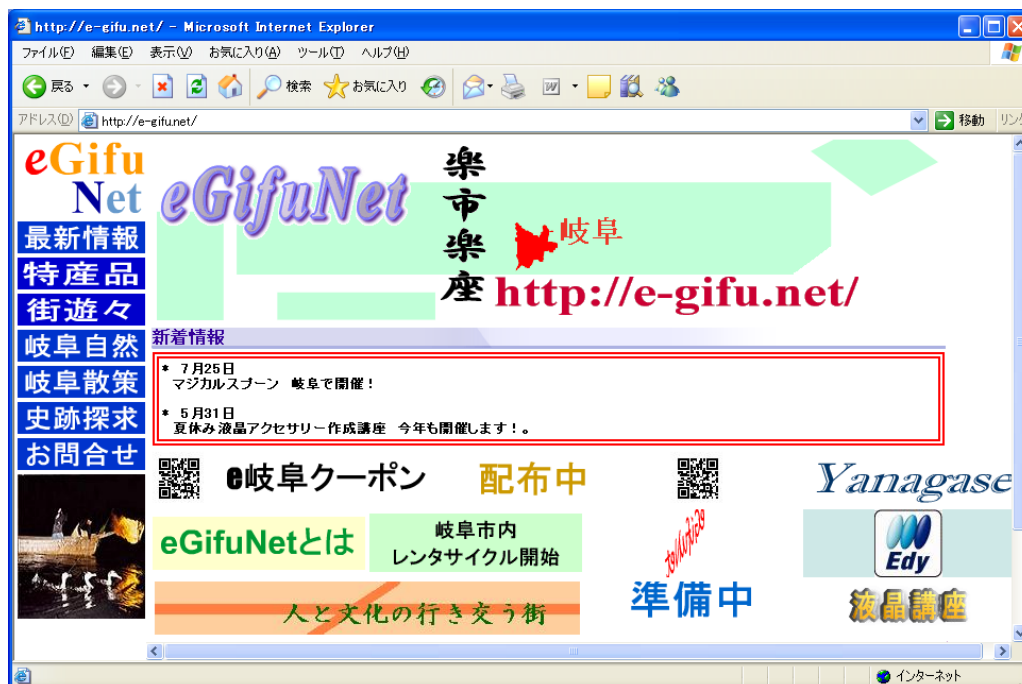 http://e-gifu.net/ - Microsoft Internet Explorer
ファイル(F) 編集(E) 表示(V) お気に入り(A) ツール(T) ヘルプ(H)
戻る 検索 お気に入り
アドレス(D) http://e-gifu.net/ 移動 リンク
eGifu
Net
最新情報
特産品
街遊々
岐阜自然
岐阜散策
史跡探求
お問合せ
eGifuNet
楽市楽座
岐阜
http://e-gifu.net/
新着情報
* 7月25日
マジカルスプーン 岐阜で開催！
* 5月31日
夏休み液晶アクセサリー作成講座 今年も開催します！。
e岐阜クーポン 配布中
Yanagase
eGifuNetとは
岐阜市内
レンタサイクル開始
Edy
人と文化の行き交う街
準備中
液晶講座
インターネット